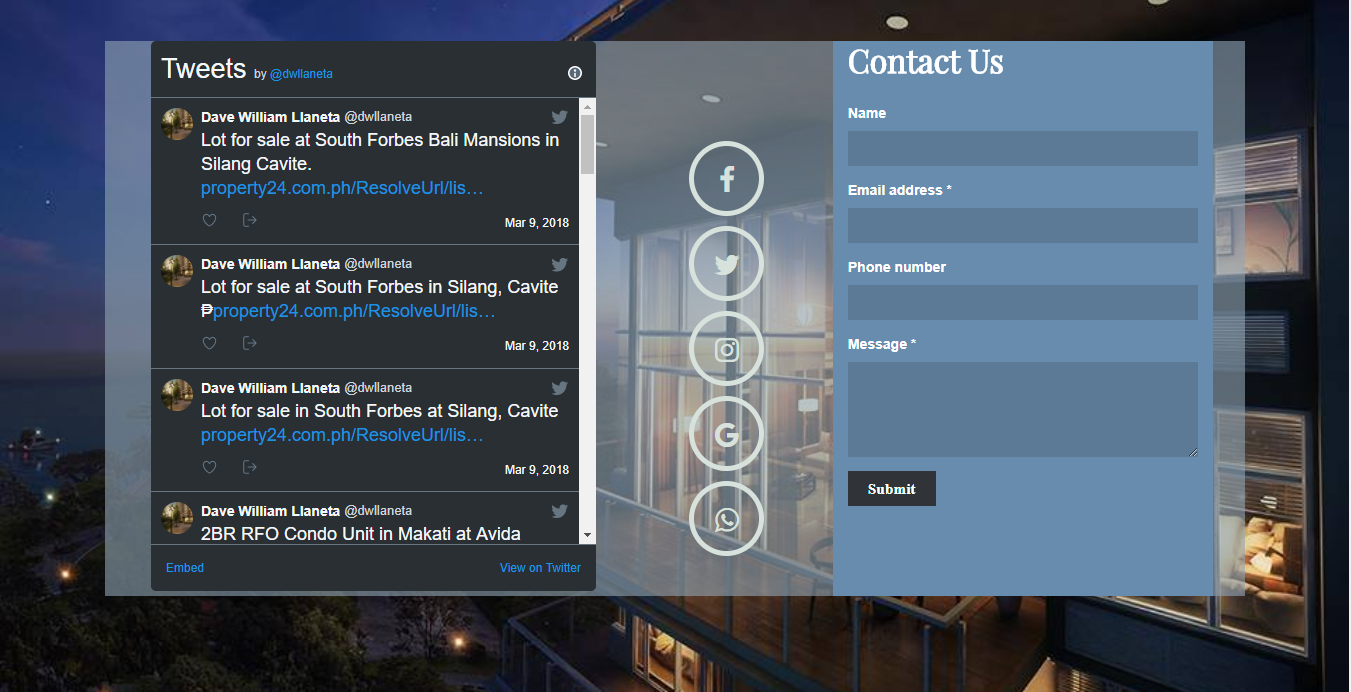 Tweets by @dwllaneta
Dave William Llaneta @dwllaneta
Lot for sale at South Forbes Bali Mansions in
Silang Cavite.
property24.com.ph/ResolveUrl/lis…
Mar 9, 2018
Dave William Llaneta @dwllaneta
Lot for sale at South Forbes in Silang, Cavite
₱property24.com.ph/ResolveUrl/lis…
Mar 9, 2018
Dave William Llaneta @dwllaneta
Lot for sale in South Forbes at Silang, Cavite
property24.com.ph/ResolveUrl/lis…
Mar 9, 2018
Dave William Llaneta @dwllaneta
2BR RFO Condo Unit in Makati at Avida
Embed
View on Twitter
Contact Us
Name
Email address *
Phone number
Message *
Submit